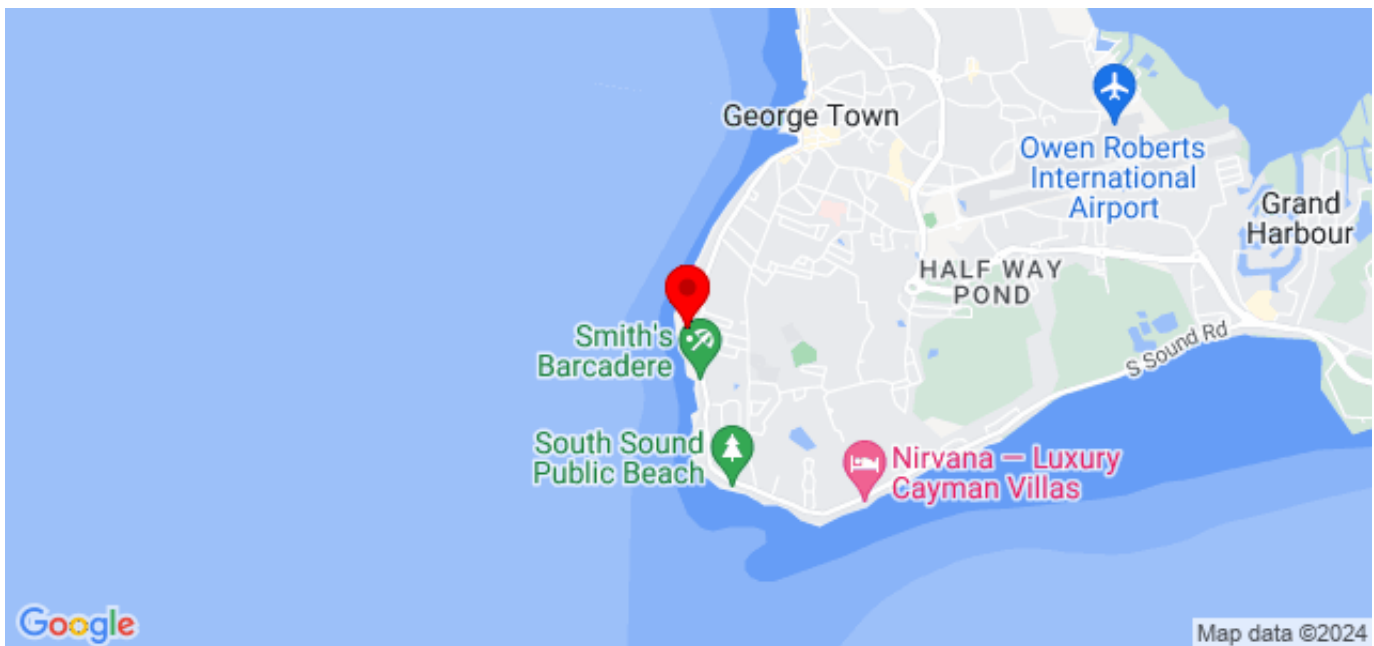 George Town
Owen Roberts
International
Airport
Grand
Harbour
HALF WAY
POND
Smith's
Barcadere
S Sound Rd
South Sound
Public Beach
Nirvana — Luxury
Cayman Villas
Google
Map data ©2024